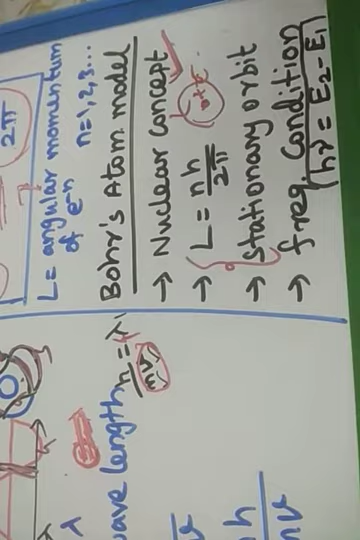 2π
L = angular momentum
of e⁻n n=1,2,3...
Bohr's Atom model
→ Nuclear Concept
→ L = nh/2π
→ stationary orbit
→ freq. Condition
(hν = E₂ - E₁)
wave length
h/mv = λ
λ
v
h
mv